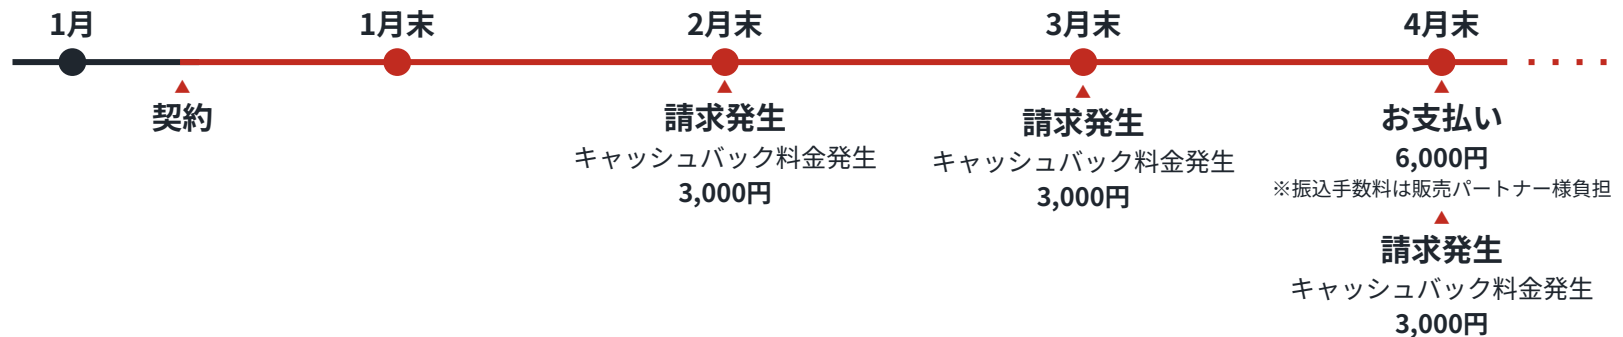 1月
1月末
2月末
3月末
4月末
契約
請求発生
キャッシュバック料金発生
3,000円
請求発生
キャッシュバック料金発生
3,000円
お支払い
6,000円
※振込手数料は販売パートナー様負担
請求発生
キャッシュバック料金発生
3,000円